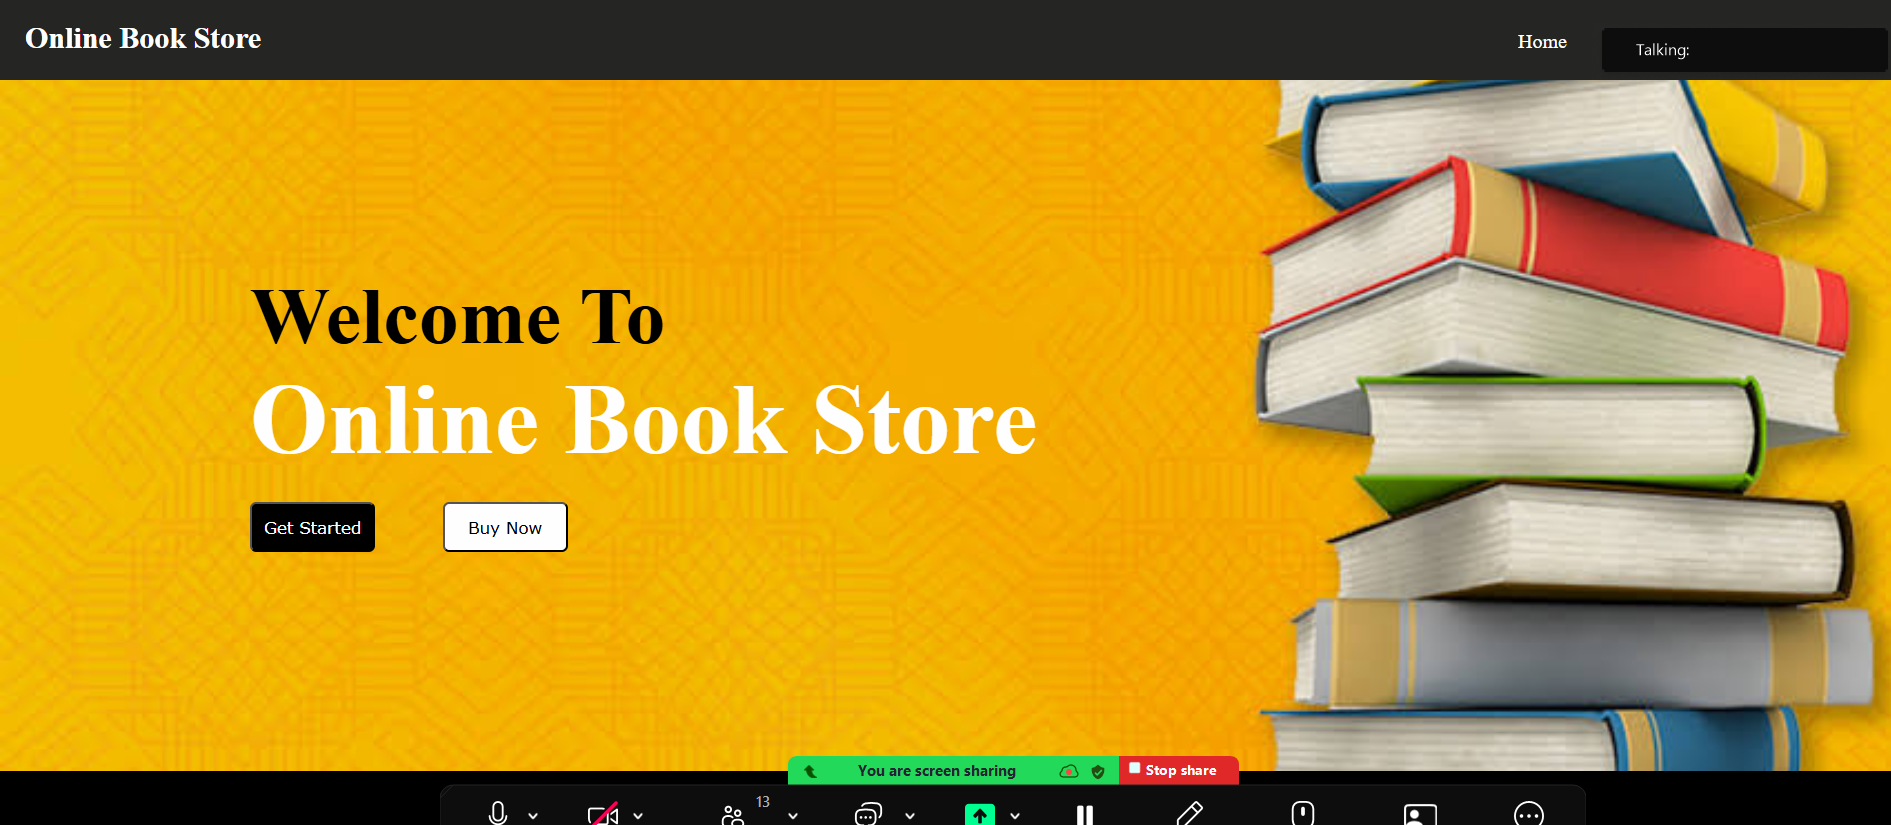 Online Book Store
Home
Talking:
Welcome To
Online Book Store
Get Started
Buy Now
You are screen sharing
Stop share
13